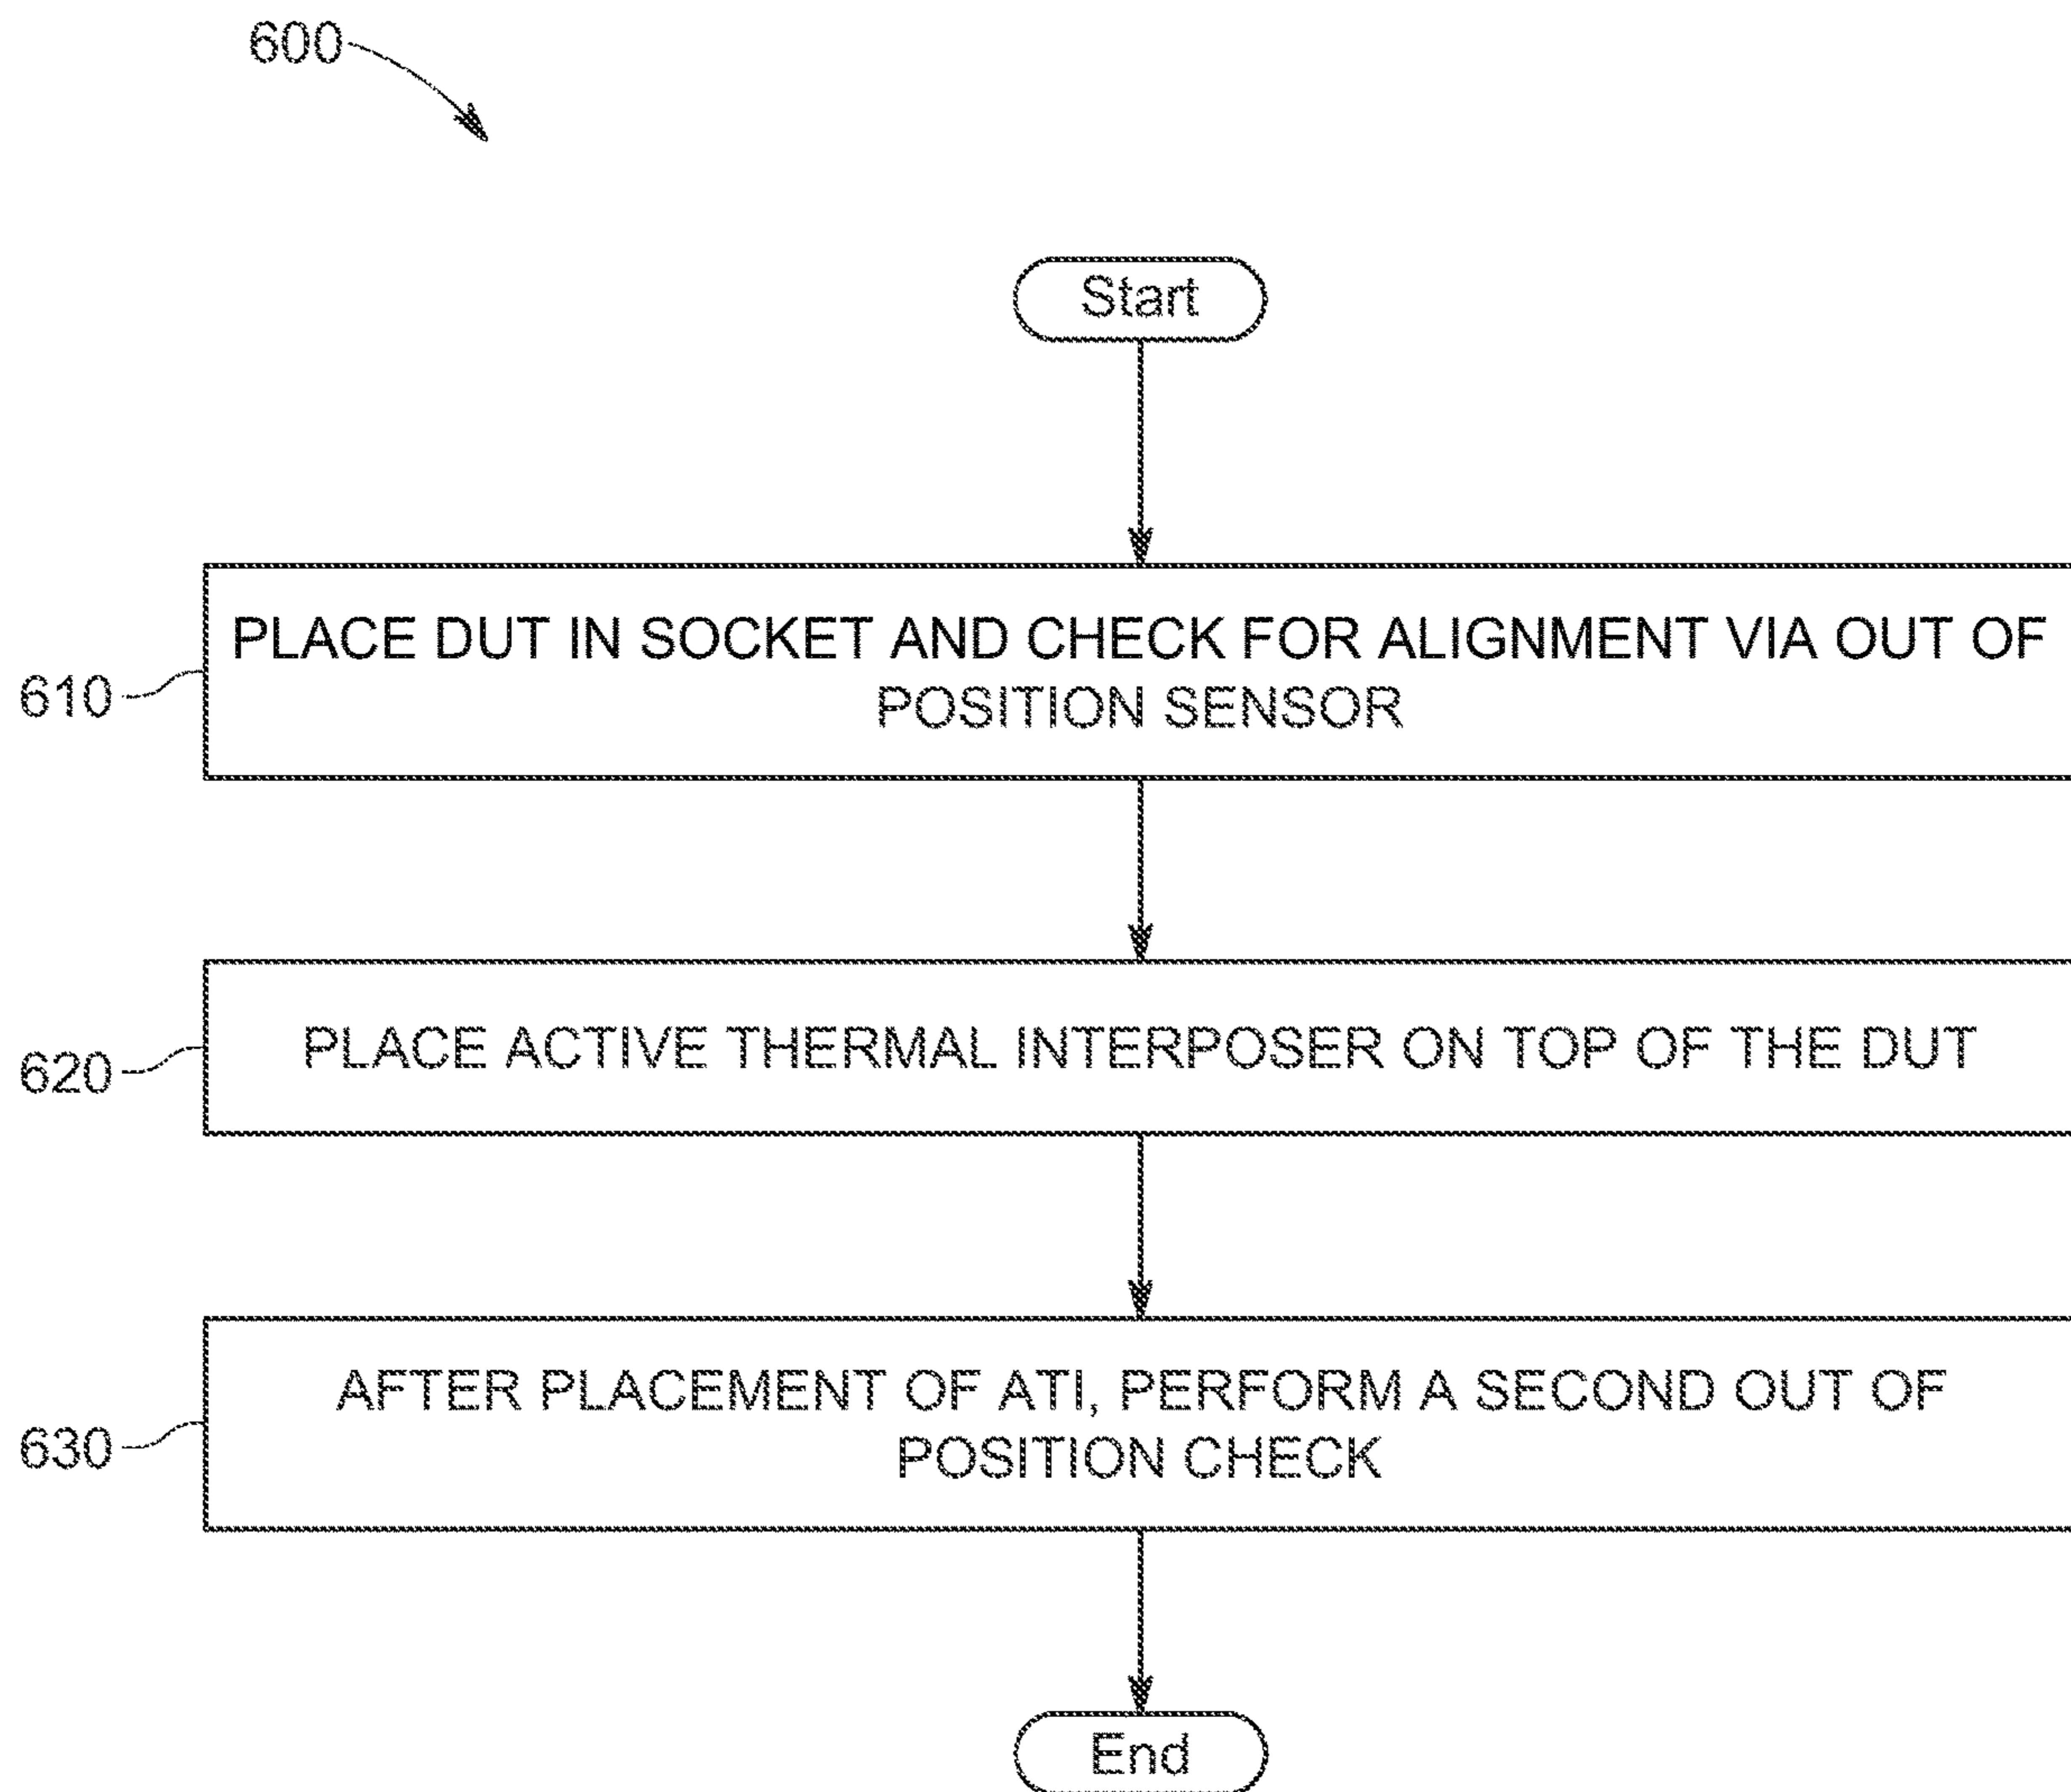 600
Start
PLACE DUT IN SOCKET AND CHECK FOR ALIGNMENT VIA OUT OF
POSITION SENSOR
610
PLACE ACTIVE THERMAL INTERPOSER ON TOP OF THE DUT
620
AFTER PLACEMENT OF ATI, PERFORM A SECOND OUT OF
POSITION CHECK
630
End